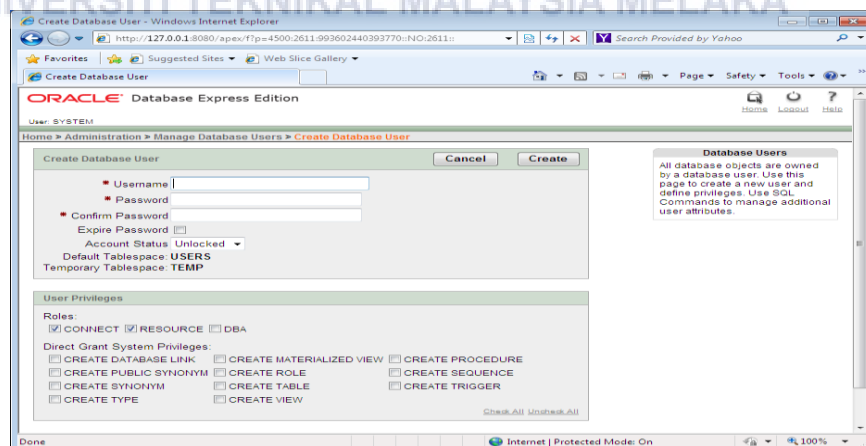 UNIVERSITI TEKNIKAL MALAYSIA MELAKA
Create Database User - Windows Internet Explorer
http://127.0.0.1:8080/apex/f?p=4500:2611:993602440393770::NO:2611::
Search Provided by Yahoo
Favorites Suggested Sites Web Slice Gallery
Create Database User
Page Safety Tools
ORACLE Database Express Edition
Home Logout Help
User: SYSTEM
Home > Administration > Manage Database Users > Create Database User
Create Database User Cancel Create
* Username
* Password
* Confirm Password
Expire Password
Account Status Unlocked
Default Tablespace: USERS
Temporary Tablespace: TEMP
Database Users
All database objects are owned
by a database user. Use this
page to create a new user and
define privileges. Use SQL
Commands to manage additional
user attributes.
User Privileges
Roles:
CONNECT RESOURCE DBA
Direct Grant System Privileges:
CREATE DATABASE LINK CREATE MATERIALIZED VIEW CREATE PROCEDURE
CREATE PUBLIC SYNONYM CREATE ROLE CREATE SEQUENCE
CREATE SYNONYM CREATE TABLE CREATE TRIGGER
CREATE TYPE CREATE VIEW
Check All Uncheck All
Done Internet | Protected Mode: On 100%